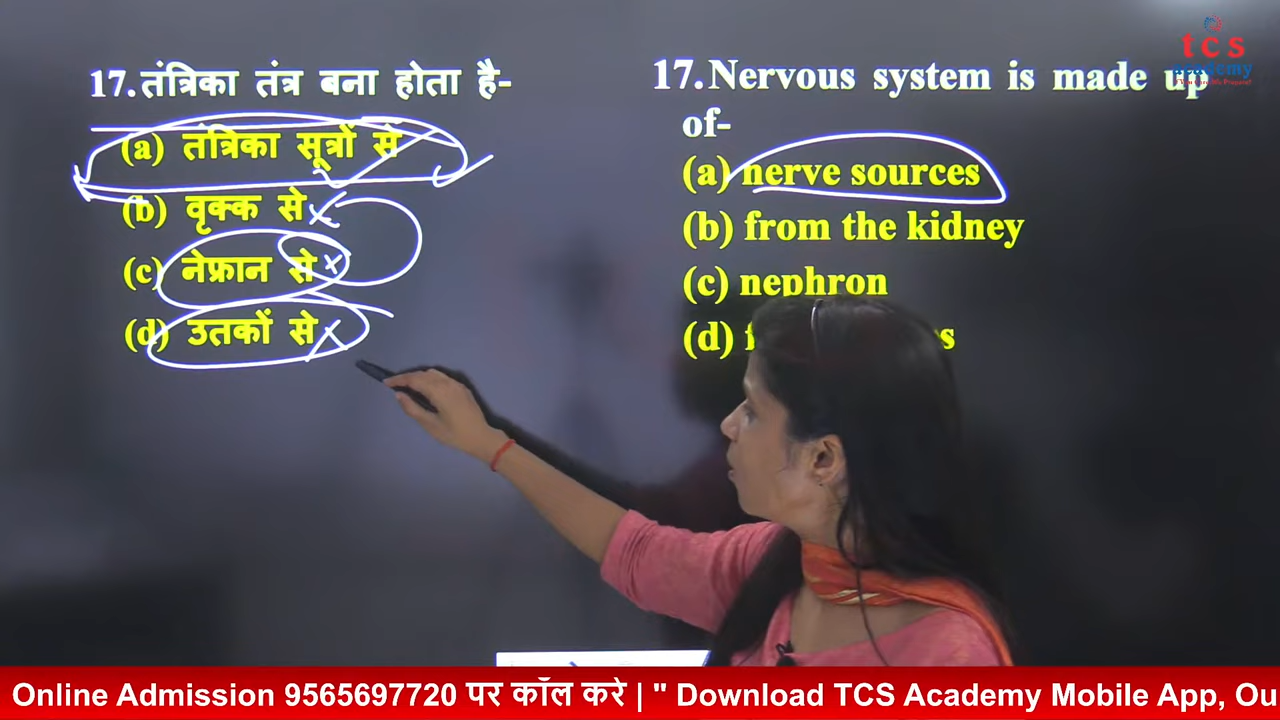 17.तंत्रिका तंत्र बना होता है-
(a) तंत्रिका सूत्रों से
(b) वृक्क से
(c) नेफ्रान से
(d) उतकों से
17.Nervous system is made up
of-
(a) nerve sources
(b) from the kidney
(c) nephron
(d)
tcs
academy
Online Admission 9565697720 पर कॉल करे | " Download TCS Academy Mobile App, Ou